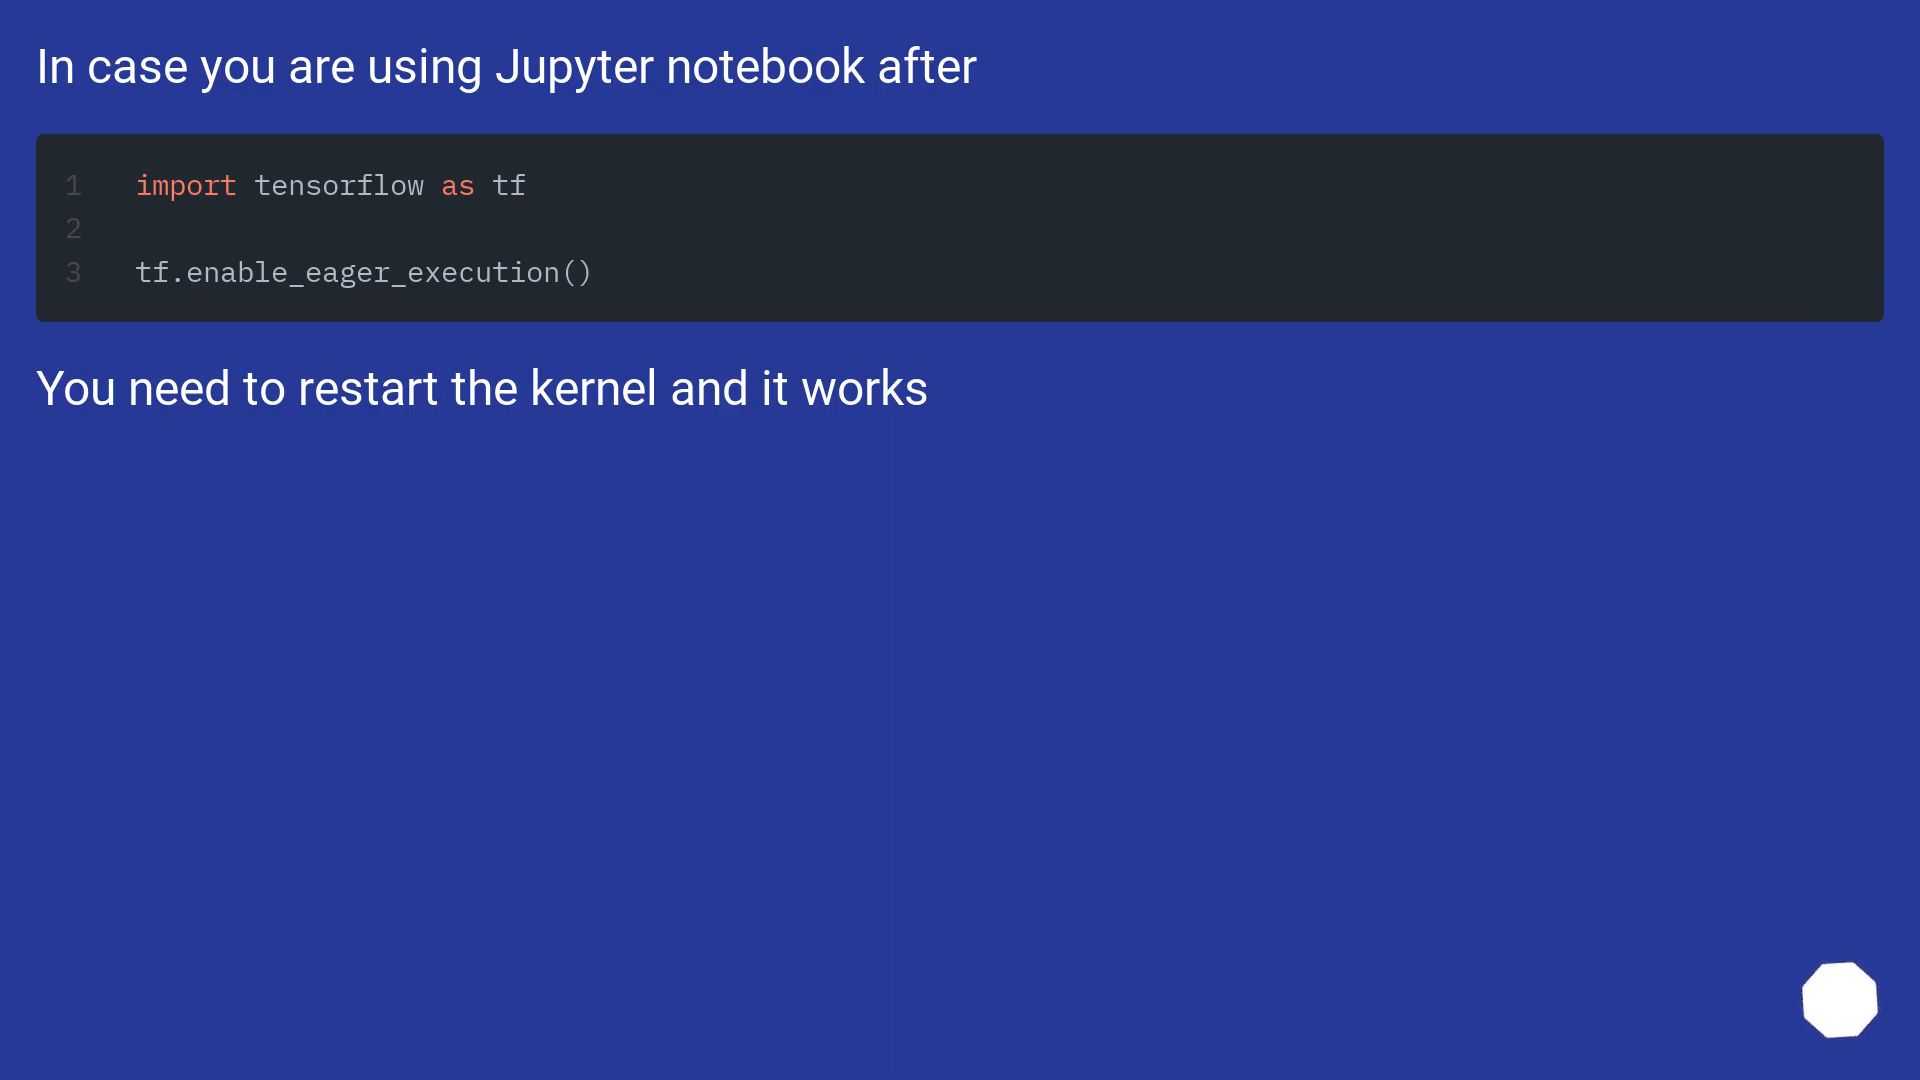 In case you are using Jupyter notebook after
1 import tensorflow as tf
2
3 tf.enable_eager_execution()
You need to restart the kernel and it works